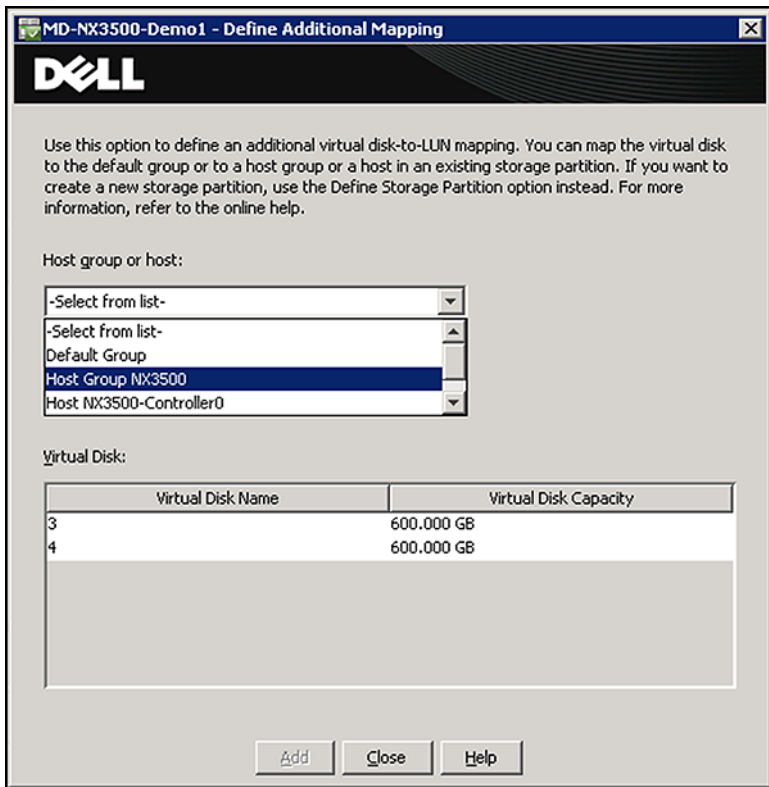 MD-NX3500-Demo1 - Define Additional Mapping
DELL
Use this option to define an additional virtual disk-to-LUN mapping. You can map the virtual disk
to the default group or to a host group or a host in an existing storage partition. If you want to
create a new storage partition, use the Define Storage Partition option instead. For more
information, refer to the online help.
Host group or host:
-Select from list-
-Select from list-
Default Group
Host Group NX3500
Host NX3500-Controller0
Virtual Disk:
Virtual Disk Name Virtual Disk Capacity
3 600.000 GB
4 600.000 GB
Add Close Help